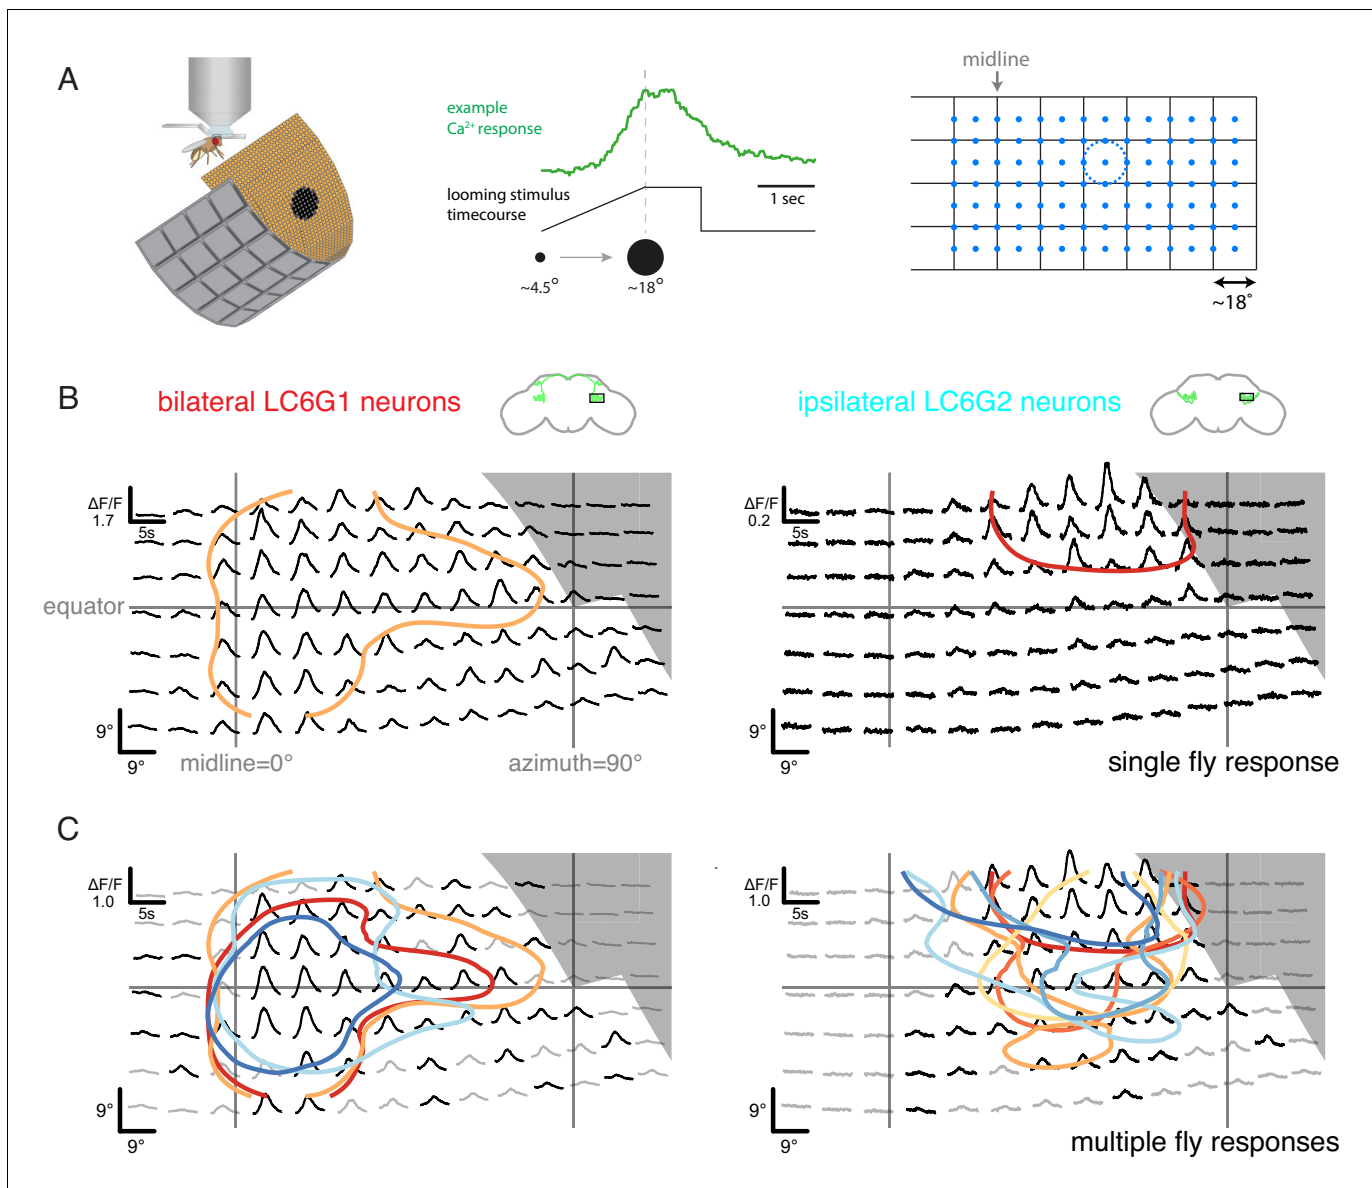 A
example
Ca²⁺ response
looming stimulus
timecourse
1 sec
~4.5°
~18°
midline
~18°
B
bilateral LC6G1 neurons
ipsilateral LC6G2 neurons
ΔF/F
1.7
5s
equator
9°
9°
midline=0°
azimuth=90°
ΔF/F
0.2
5s
9°
9°
single fly response
C
ΔF/F
1.0
5s
9°
9°
ΔF/F
1.0
5s
9°
9°
multiple fly responses